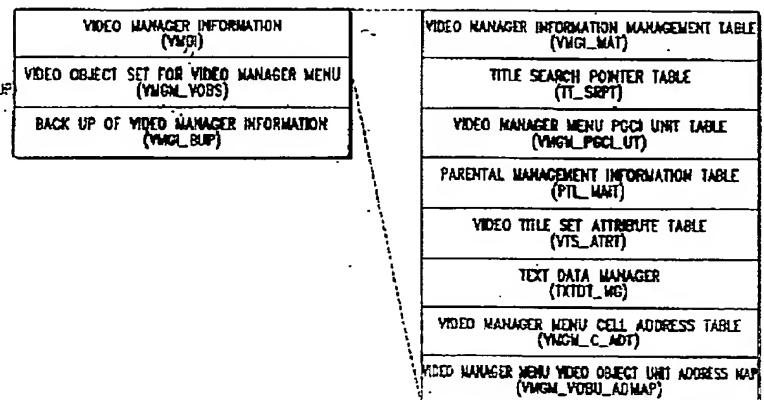 VIDEO MANAGER INFORMATION
(VMGI)
UP)
VIDEO OBJECT SET FOR VIDEO MANAGER MENU
(VMGM_VOBS)
BACK UP OF VIDEO MANAGER INFORMATION
(VMGI_BUP)
VIDEO MANAGER INFORMATION MANAGEMENT TABLE
(VMGI_MAT)
TITLE SEARCH POINTER TABLE
(TT_SRPT)
VIDEO MANAGER MENU PGCI UNIT TABLE
(VMGM_PGCI_UT)
PARENTAL MANAGEMENT INFORMATION TABLE
(PTL_MAIT)
VIDEO TITLE SET ATTRIBUTE TABLE
(VTS_ATRT)
TEXT DATA MANAGER
(TXTDT_MG)
VIDEO MANAGER MENU CELL ADDRESS TABLE
(VMGM_C_ADT)
VIDEO MANAGER MENU VIDEO OBJECT UNIT ADDRESS MAP
(VMGM_VOBU_ADMAP)